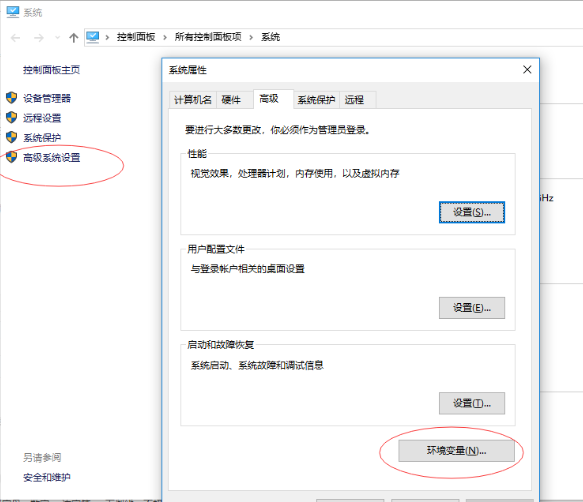 系统
控制面板 › 所有控制面板项 › 系统
控制面板主页
设备管理器
远程设置
系统保护
高级系统设置
系统属性
计算机名 硬件 高级 系统保护 远程
要进行大多数更改，你必须作为管理员登录。
性能
视觉效果，处理器计划，内存使用，以及虚拟内存
设置(S)...
用户配置文件
与登录帐户相关的桌面设置
设置(E)...
启动和故障恢复
系统启动、系统故障和调试信息
设置(T)...
环境变量(N)...
GHz
另请参阅
安全和维护